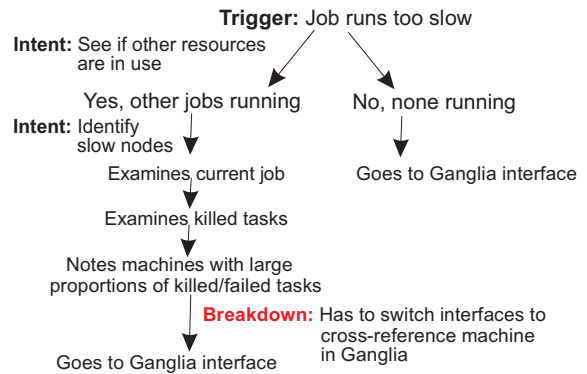 Trigger: Job runs too slow
Intent: See if other resources
are in use
Yes, other jobs running
No, none running
Intent: Identify
slow nodes
Examines current job
Goes to Ganglia interface
Examines killed tasks
Notes machines with large
proportions of killed/failed tasks
Breakdown: Has to switch interfaces to
cross-reference machine
in Ganglia
Goes to Ganglia interface